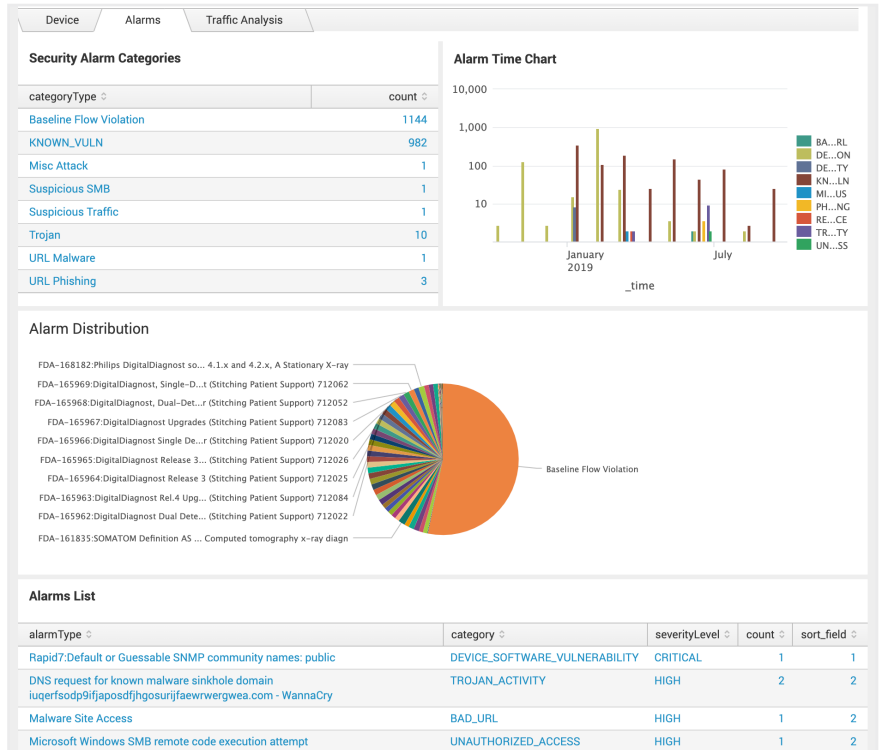 Device Alarms Traffic Analysis
Security Alarm Categories
categoryType count
Baseline Flow Violation 1144
KNOWN_VULN 982
Misc Attack 1
Suspicious SMB 1
Suspicious Traffic 1
Trojan 10
URL Malware 1
URL Phishing 3
Alarm Time Chart
10,000
1,000
100
10
January
2019
July
_time
BA...RL
DE...ON
DE...TY
KN...LN
MI...US
PH...NG
RE...CE
TR...TY
UN...SS
Alarm Distribution
FDA-168182:Philips DigitalDiagnost so... 4.1.x and 4.2.x, A Stationary X-ray
FDA-165969:DigitalDiagnost, Single-D...t (Stitching Patient Support) 712062
FDA-165968:DigitalDiagnost, Dual-Det...r (Stitching Patient Support) 712052
FDA-165967:DigitalDiagnost Upgrades (Stitching Patient Support) 712083
FDA-165966:DigitalDiagnost Single De...r (Stitching Patient Support) 712020
FDA-165965:DigitalDiagnost Release 3... (Stitching Patient Support) 712026
FDA-165964:DigitalDiagnost Release 3 (Stitching Patient Support) 712025
FDA-165963:DigitalDiagnost Rel.4 Upg... (Stitching Patient Support) 712084
FDA-165962:DigitalDiagnost Dual Dete... (Stitching Patient Support) 712022
FDA-161835:SOMATOM Definition AS ... Computed tomography x-ray diagn
Baseline Flow Violation
Alarms List
alarmType category severityLevel count sort_field
Rapid7:Default or Guessable SNMP community names: public DEVICE_SOFTWARE_VULNERABILITY CRITICAL 1 1
DNS request for known malware sinkhole domain TROJAN_ACTIVITY HIGH 2 2
iuqerfsodp9ifjaposdfjhgosurijfaewrwergwea.com - WannaCry
Malware Site Access BAD_URL HIGH 1 2
Microsoft Windows SMB remote code execution attempt UNAUTHORIZED_ACCESS HIGH 1 2